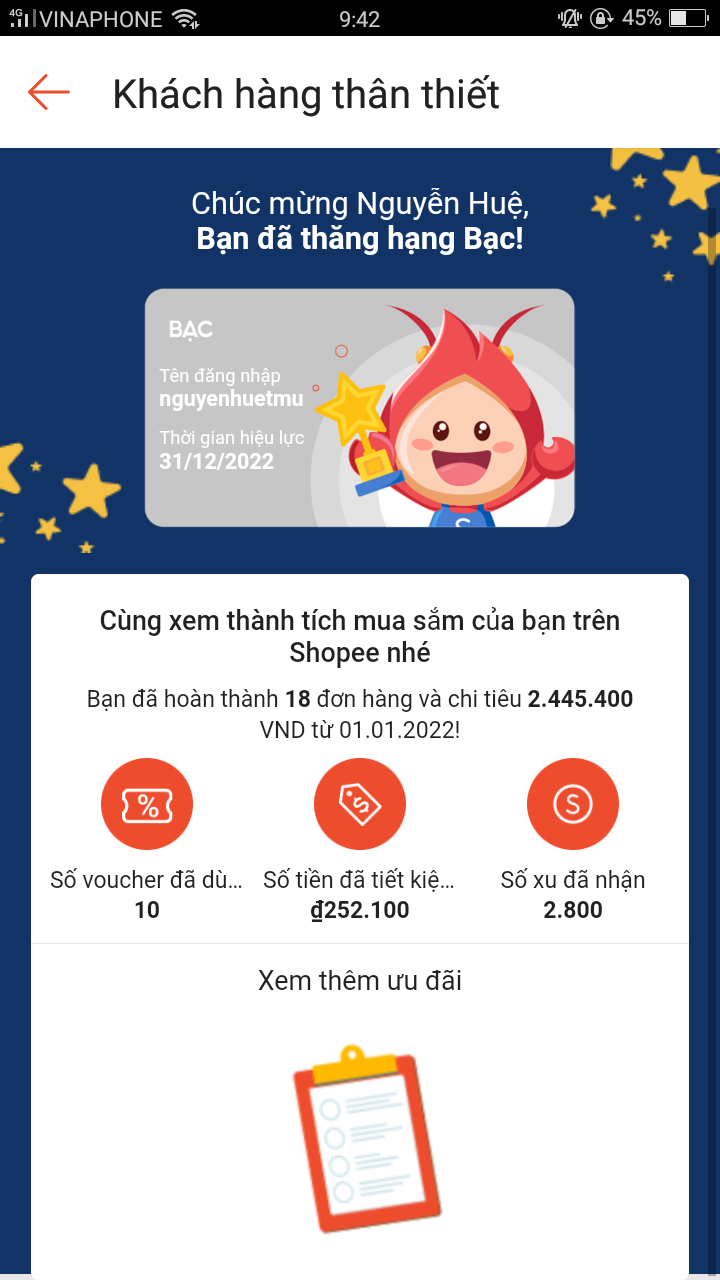 4G VINAPHONE 9:42 45%
Khách hàng thân thiết
Chúc mừng Nguyễn Huệ,
Bạn đã thăng hạng Bạc!
BẠC
Tên đăng nhập
nguyenhuetmu
Thời gian hiệu lực
31/12/2022
Cùng xem thành tích mua sắm của bạn trên
Shopee nhé
Bạn đã hoàn thành 18 đơn hàng và chi tiêu 2.445.400
VND từ 01.01.2022!
% $ S
Số voucher đã dù... Số tiền đã tiết kiệ... Số xu đã nhận
10 ₫252.100 2.800
Xem thêm ưu đãi